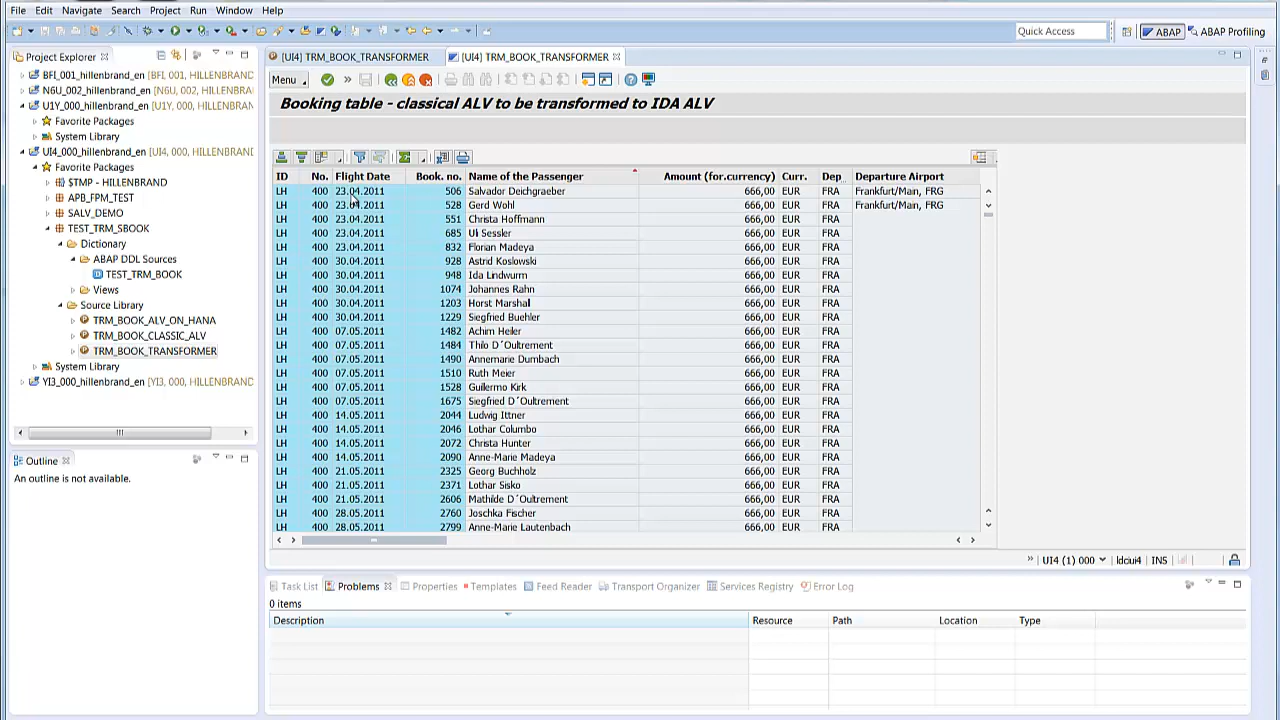 File Edit Navigate Search Project Run Window Help
Quick Access
ABAP
ABAP Profiling
Project Explorer
BFI_001_hillenbrand_en [BFI, 001, HILLENBRAND
N6U_002_hillenbrand_en [N6U, 002, HILLENBRAN
U1Y_000_hillenbrand_en [U1Y, 000, HILLENBRAN
Favorite Packages
System Library
UI4_000_hillenbrand_en [UI4, 000, HILLENBRAND
Favorite Packages
$TMP - HILLENBRAND
APB_FPM_TEST
SALV_DEMO
TEST_TRM_SBOOK
Dictionary
ABAP DDL Sources
TEST_TRM_BOOK
Views
Source Library
TRM_BOOK_ALV_ON_HANA
TRM_BOOK_CLASSIC_ALV
TRM_BOOK_TRANSFORMER
System Library
YI3_000_hillenbrand_en [YI3, 000, HILLENBRAND
Outline
An outline is not available.
[UI4] TRM_BOOK_TRANSFORMER
[UI4] TRM_BOOK_TRANSFORMER
Menu
Booking table - classical ALV to be transformed to IDA ALV
ID No. Flight Date Book. no. Name of the Passenger Amount (for.currency) Curr. Dep.. Departure Airport
LH 400 23.04.2011 506 Salvador Deichgraeber 666,00 EUR FRA Frankfurt/Main, FRG
LH 400 23.04.2011 528 Gerd Wohl 666,00 EUR FRA Frankfurt/Main, FRG
LH 400 23.04.2011 551 Christa Hoffmann 666,00 EUR FRA
LH 400 23.04.2011 685 Uli Sessler 666,00 EUR FRA
LH 400 23.04.2011 832 Florian Madeya 666,00 EUR FRA
LH 400 30.04.2011 928 Astrid Koslowski 666,00 EUR FRA
LH 400 30.04.2011 948 Ida Lindwurm 666,00 EUR FRA
LH 400 30.04.2011 1074 Johannes Rahn 666,00 EUR FRA
LH 400 30.04.2011 1203 Horst Marshal 666,00 EUR FRA
LH 400 30.04.2011 1229 Siegfried Buehler 666,00 EUR FRA
LH 400 07.05.2011 1482 Achim Heiler 666,00 EUR FRA
LH 400 07.05.2011 1484 Thilo D´Oultrement 666,00 EUR FRA
LH 400 07.05.2011 1490 Annemarie Dumbach 666,00 EUR FRA
LH 400 07.05.2011 1510 Ruth Meier 666,00 EUR FRA
LH 400 07.05.2011 1528 Guilermo Kirk 666,00 EUR FRA
LH 400 07.05.2011 1675 Siegfried D´Oultrement 666,00 EUR FRA
LH 400 14.05.2011 2044 Ludwig Ittner 666,00 EUR FRA
LH 400 14.05.2011 2046 Lothar Columbo 666,00 EUR FRA
LH 400 14.05.2011 2072 Christa Hunter 666,00 EUR FRA
LH 400 14.05.2011 2090 Anne-Marie Madeya 666,00 EUR FRA
LH 400 21.05.2011 2325 Georg Buchholz 666,00 EUR FRA
LH 400 21.05.2011 2371 Lothar Sisko 666,00 EUR FRA
LH 400 21.05.2011 2606 Mathilde D´Oultrement 666,00 EUR FRA
LH 400 28.05.2011 2760 Joschka Fischer 666,00 EUR FRA
LH 400 28.05.2011 2799 Anne-Marie Lautenbach 666,00 EUR FRA
» UI4 (1) 000 ldcui4 INS
Task List Problems Properties Templates Feed Reader Transport Organizer Services Registry Error Log
0 items
Description Resource Path Location Type